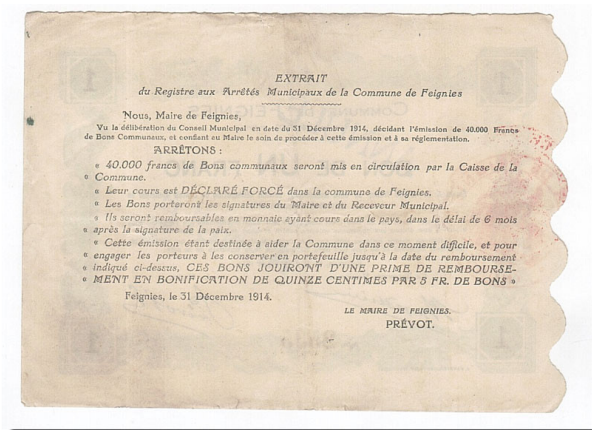 EXTRAIT
du Registre aux Arrêtés Municipaux de la Commune de Feignies
Nous, Maire de Feignies,
Vu la délibération du Conseil Municipal en date du 31 Décembre 1914, décidant l'émission de 40.000 Francs
de Bons Communaux, et confiant au Maire le soin de procéder à cette émission et à sa réglementation.
ARRÊTONS :
« 40.000 francs de Bons communaux seront mis en circulation par la Caisse de la
« Commune.
« Leur cours est DÉCLARÉ FORCÉ dans la commune de Feignies.
« Les Bons porteront les signatures du Maire et du Receveur Municipal.
« Ils seront remboursables en monnaie ayant cours dans le pays, dans le délai de 6 mois
« après la signature de la paix.
« Cette émission étant destinée à aider la Commune dans ce moment difficile, et pour
« engager les porteurs à les conserver en portefeuille jusqu'à la date du remboursement
« indiqué ci-dessus, CES BONS JOUIRONT D'UNE PRIME DE REMBOURSE-
« MENT EN BONIFICATION DE QUINZE CENTIMES PAR 5 FR. DE BONS »
Feignies, le 31 Décembre 1914.
LE MAIRE DE FEIGNIES.
PRÉVOT.